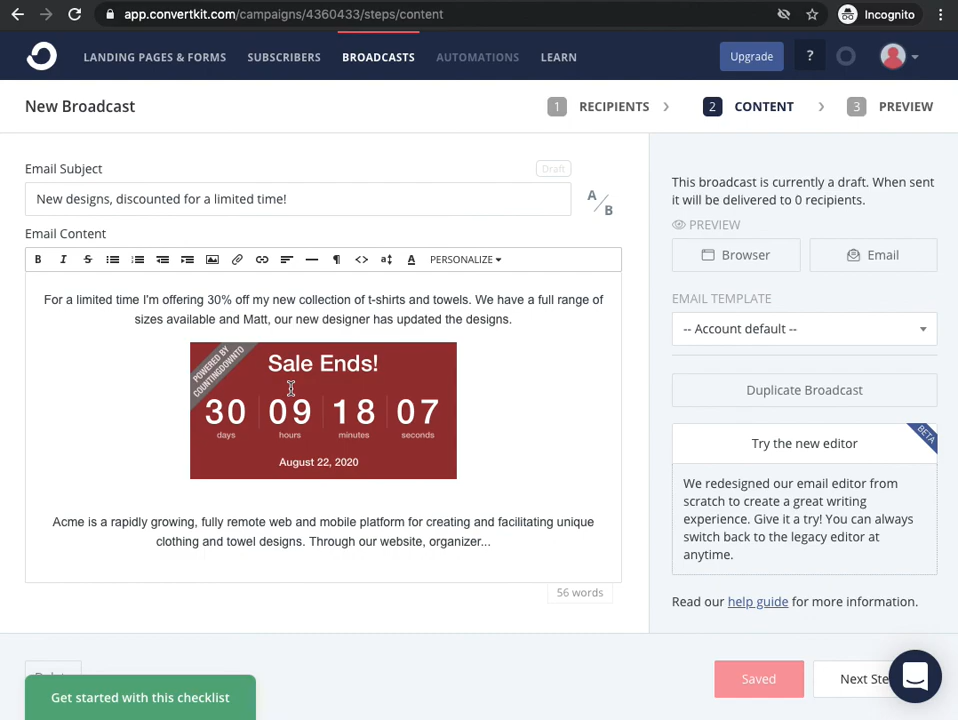 app.convertkit.com/campaigns/4360433/steps/content
Incognito
LANDING PAGES & FORMS SUBSCRIBERS BROADCASTS AUTOMATIONS LEARN Upgrade ?
New Broadcast
1 RECIPIENTS 2 CONTENT 3 PREVIEW
Email Subject
Draft
New designs, discounted for a limited time!
A/B
Email Content
B I S PERSONALIZE
For a limited time I'm offering 30% off my new collection of t-shirts and towels. We have a full range of
sizes available and Matt, our new designer has updated the designs.
POWERED BY
COUNTINGDOWNTO
Sale Ends!
30 09 18 07
days hours minutes seconds
August 22, 2020
Acme is a rapidly growing, fully remote web and mobile platform for creating and facilitating unique
clothing and towel designs. Through our website, organizer...
56 words
This broadcast is currently a draft. When sent
it will be delivered to 0 recipients.
PREVIEW
Browser Email
EMAIL TEMPLATE
-- Account default --
Duplicate Broadcast
Try the new editor
BETA
We redesigned our email editor from
scratch to create a great writing
experience. Give it a try! You can always
switch back to the legacy editor at
anytime.
Read our help guide for more information.
Saved Next Ste
Get started with this checklist